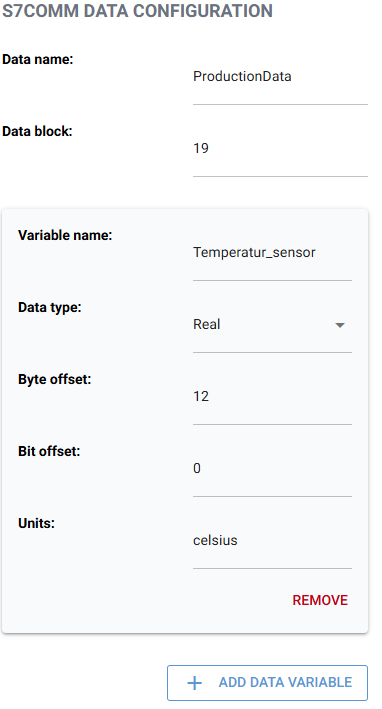 S7COMM DATA CONFIGURATION
Data name:
ProductionData
Data block:
19
Variable name:
Temperatur_sensor
Data type:
Real
Byte offset:
12
Bit offset:
0
Units:
celsius
REMOVE
+ ADD DATA VARIABLE